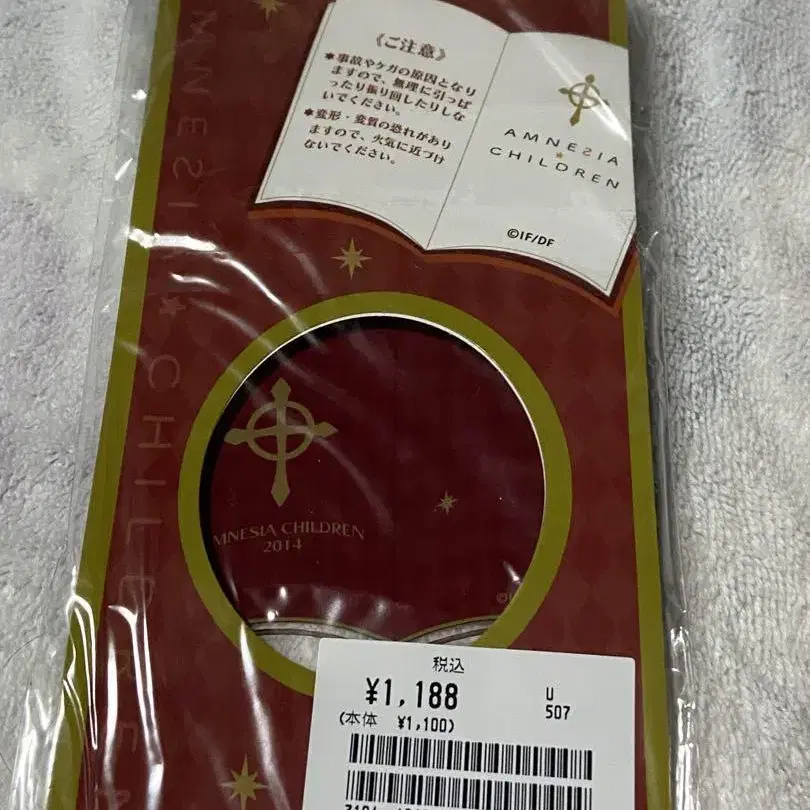 《ご注意》
✱事故やケガの原因となり
ますので、無理に引っぱ
ったり振り回したりしな
いでください。
✱変形・変質の恐れがあり
ますので、火気に近づけ
ないでください。
AMNESIA
CHILDREN
©IF/DF
MNESI
CHILDREA
MNESIA CHILDREN
2014
税込
¥1,188
(本体 ¥1,100)
U
507